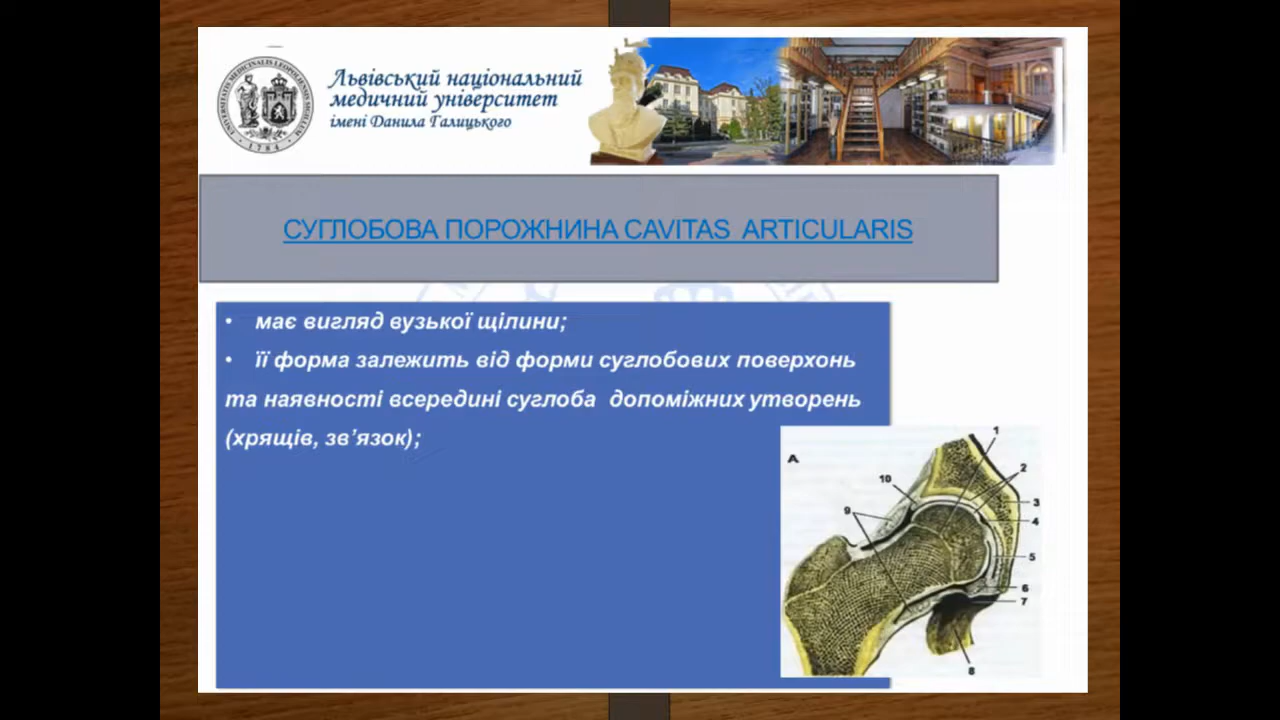 Львівський національний
медичний університет
імені Данила Галицького
1784
СУГЛОБОВА ПОРОЖНИНА CAVITAS ARTICULARIS
• має вигляд вузької щілини;
• її форма залежить від форми суглобових поверхонь
та наявності всередині суглоба допоміжних утворень
(хрящів, зв’язок);
A
1
2
10
3
9
4
5
6
7
8